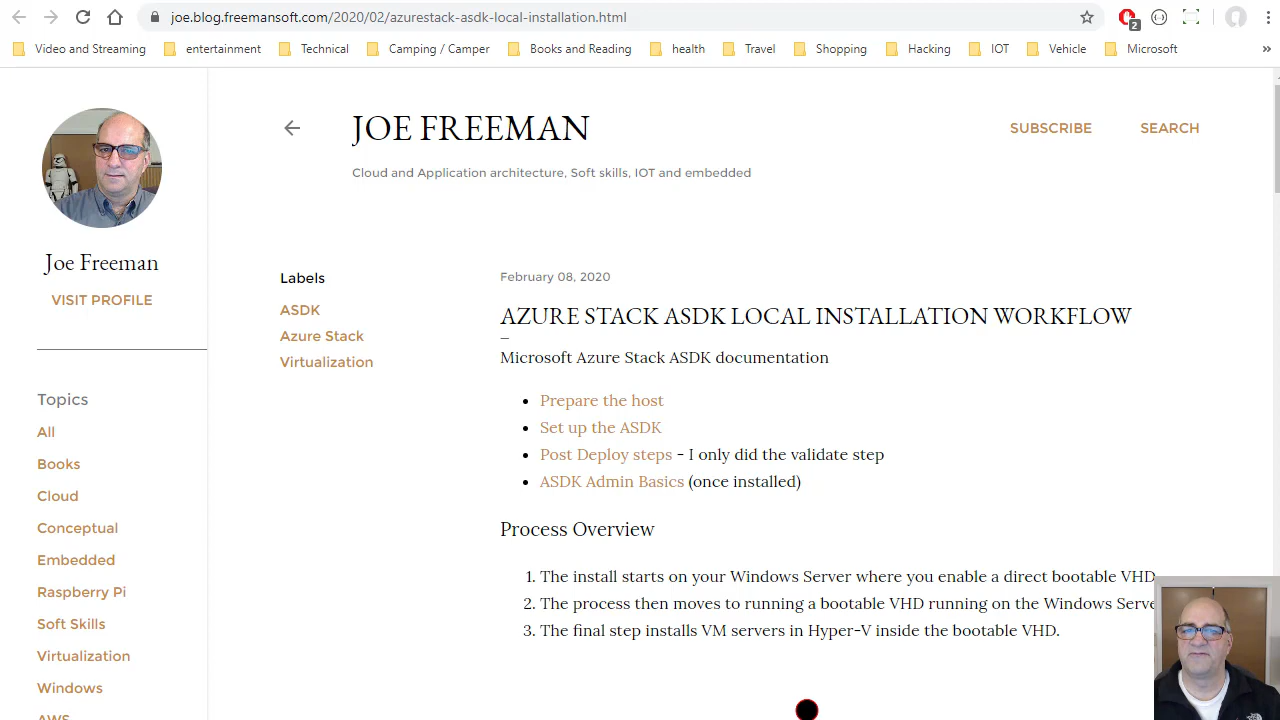 joe.blog.freemansoft.com/2020/02/azurestack-asdk-local-installation.html
2
Video and Streaming
entertainment
Technical
Camping / Camper
Books and Reading
health
Travel
Shopping
Hacking
IOT
Vehicle
Microsoft
»
Joe Freeman
VISIT PROFILE
Topics
All
Books
Cloud
Conceptual
Embedded
Raspberry Pi
Soft Skills
Virtualization
Windows
AWS
JOE FREEMAN
SUBSCRIBE
SEARCH
Cloud and Application architecture, Soft skills, IOT and embedded
Labels
ASDK
Azure Stack
Virtualization
February 08, 2020
AZURE STACK ASDK LOCAL INSTALLATION WORKFLOW
Microsoft Azure Stack ASDK documentation
Prepare the host
Set up the ASDK
Post Deploy steps - I only did the validate step
ASDK Admin Basics (once installed)
Process Overview
1. The install starts on your Windows Server where you enable a direct bootable VHD
2. The process then moves to running a bootable VHD running on the Windows Serve
3. The final step installs VM servers in Hyper-V inside the bootable VHD.